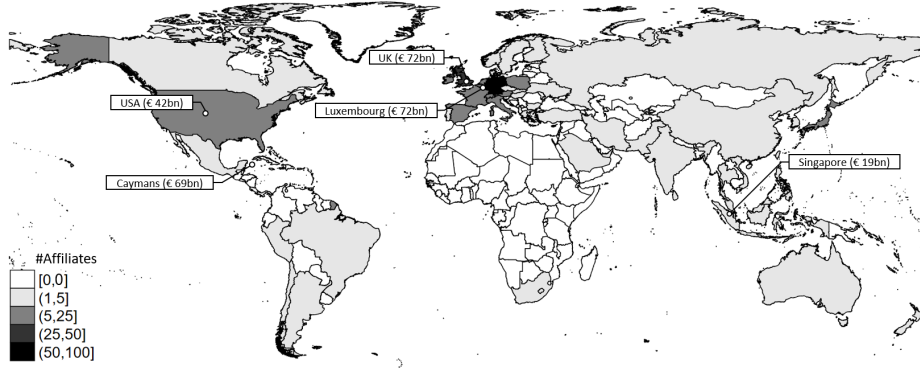 UK (€ 72bn)
USA (€ 42bn)
Luxembourg (€ 72bn)
Singapore (€ 19bn)
Caymans (€ 69bn)
#Affiliates
[0,0]
(1,5]
(5,25]
(25,50]
(50,100]